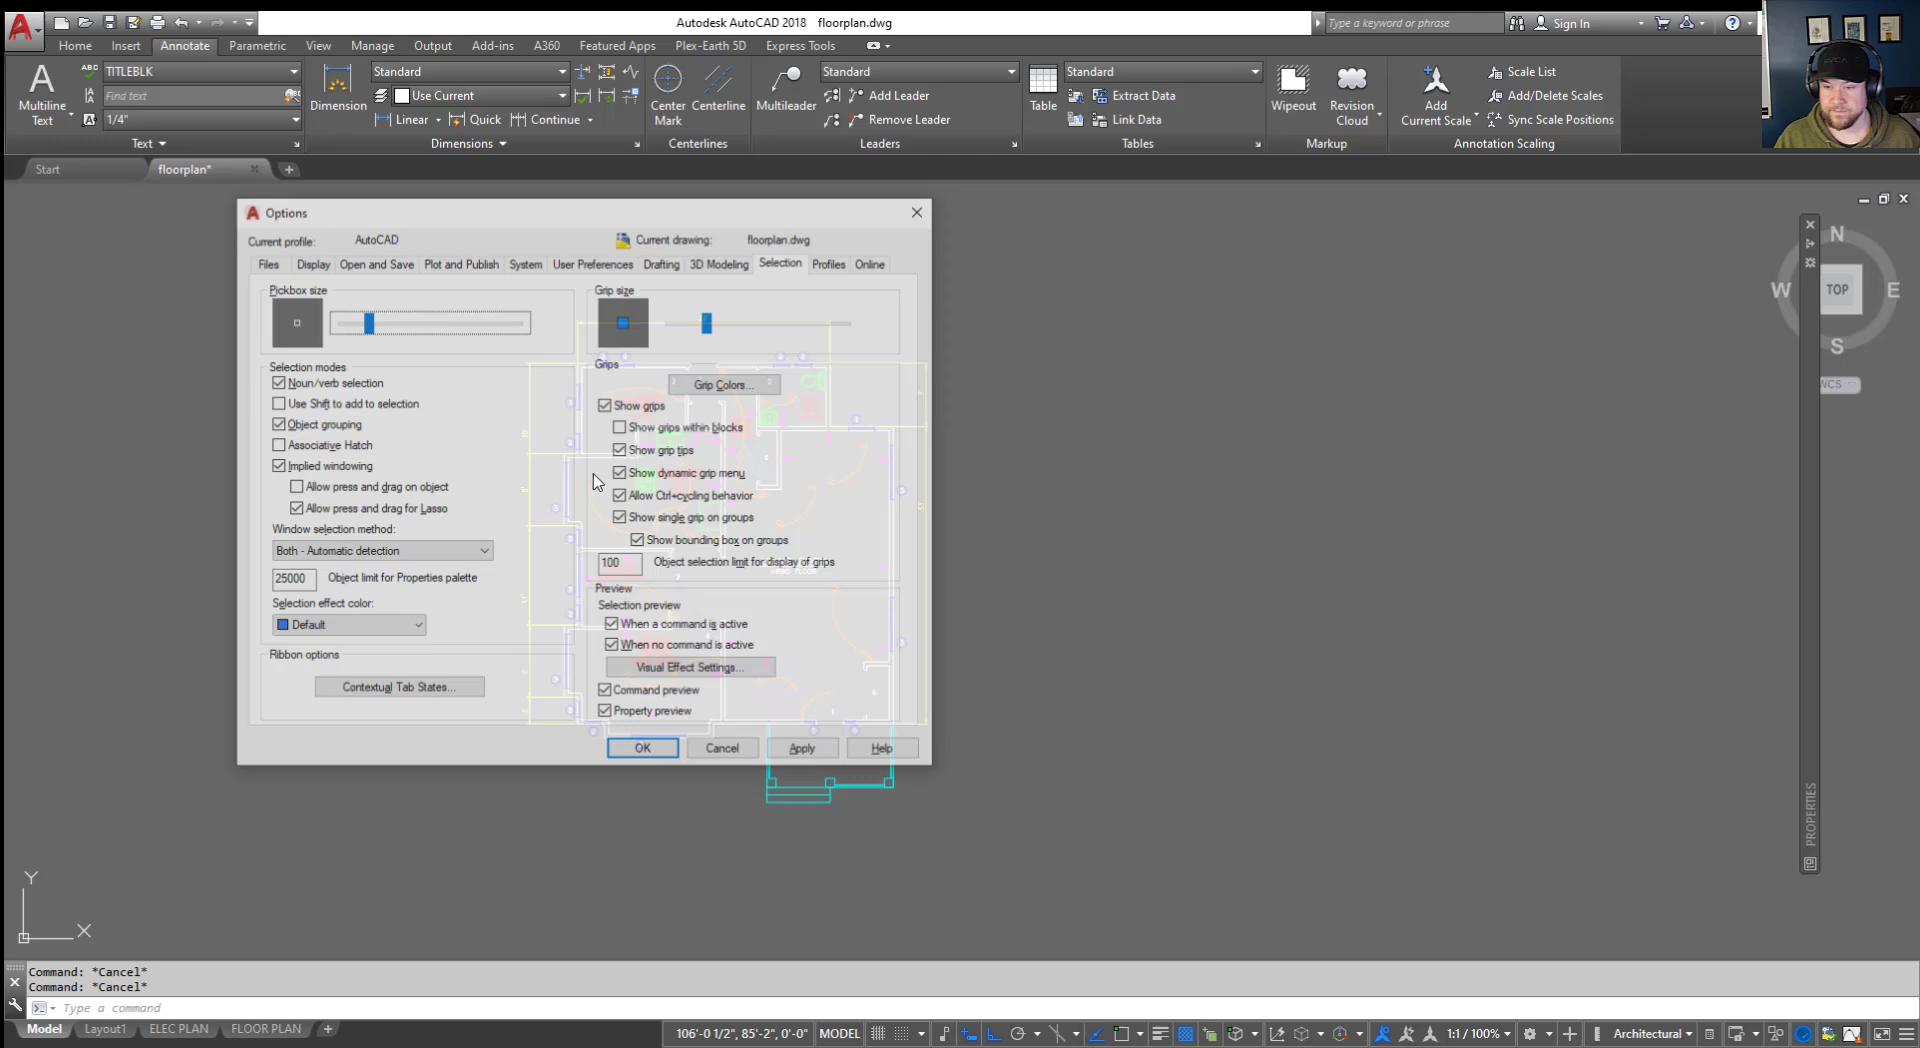 Autodesk AutoCAD 2018 floorplan.dwg
Type a keyword or phrase
Sign In
Home Insert Annotate Parametric View Manage Output Add-ins A360 Featured Apps Plex-Earth 5D Express Tools
TITLEBLK
Find text
1/4"
Multiline Text
Text
Dimension
Standard
Use Current
Linear Quick Continue
Dimensions
Center Mark
Centerline
Centerlines
Multileader
Standard
Add Leader
Remove Leader
Leaders
Table
Standard
Extract Data
Link Data
Tables
Wipeout
Revision Cloud
Markup
Add Current Scale
Scale List
Add/Delete Scales
Sync Scale Positions
Annotation Scaling
Start floorplan*
Options
Current profile: AutoCAD Current drawing: floorplan.dwg
Files Display Open and Save Plot and Publish System User Preferences Drafting 3D Modeling Selection Profiles Online
Pickbox size
Selection modes
Noun/verb selection
Use Shift to add to selection
Object grouping
Associative Hatch
Implied windowing
Allow press and drag on object
Allow press and drag for Lasso
Window selection method:
Both - Automatic detection
25000 Object limit for Properties palette
Selection effect color:
Default
Ribbon options
Contextual Tab States...
Grip size
Grips
Grip Colors...
Show grips
Show grips within blocks
Show grip tips
Show dynamic grip menu
Allow Ctrl+cycling behavior
Show single grip on groups
Show bounding box on groups
100 Object selection limit for display of grips
Preview
Selection preview
When a command is active
When no command is active
Visual Effect Settings...
Command preview
Property preview
OK Cancel Apply Help
N
W TOP E
S
WCS
PROPERTIES
Y
X
Command: *Cancel*
Command: *Cancel*
Type a command
Model Layout1 ELEC PLAN FLOOR PLAN
106'-0 1/2", 85'-2", 0'-0" MODEL
1:1 / 100%
Architectural